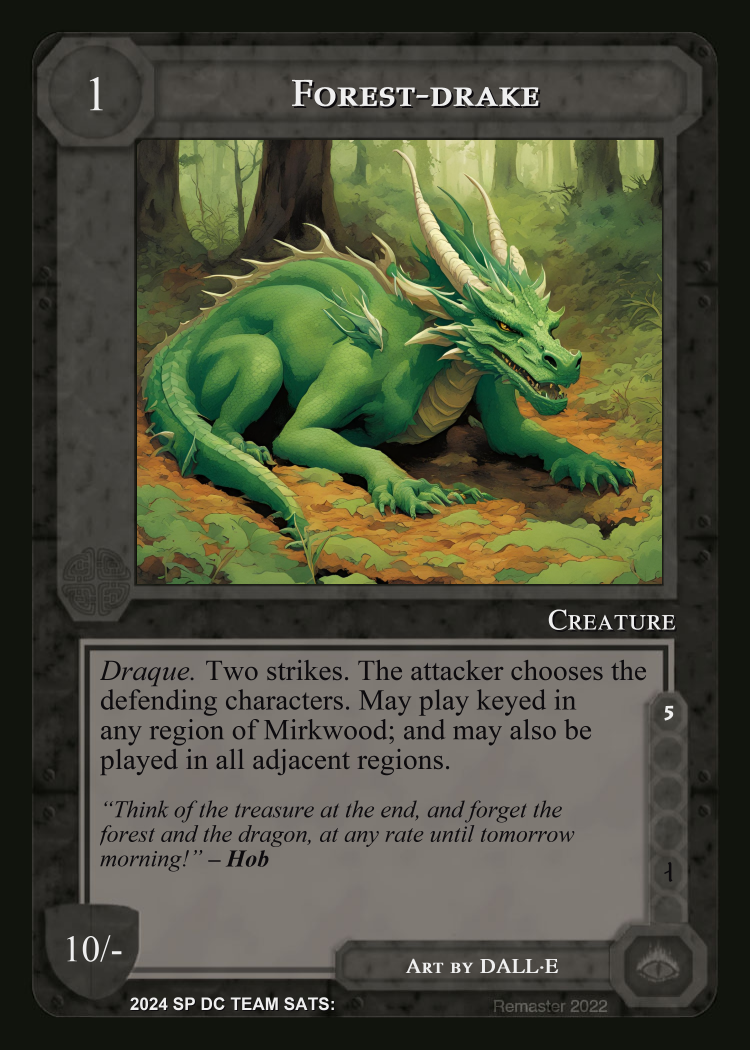 1
FOREST-DRAKE
CREATURE
Draque. Two strikes. The attacker chooses the
defending characters. May play keyed in
any region of Mirkwood; and may also be
played in all adjacent regions.
5
“Think of the treasure at the end, and forget the
forest and the dragon, at any rate until tomorrow
morning!” – Hob
10/-
ART BY DALL·E
2024 SP DC TEAM SATS:
Remaster 2022